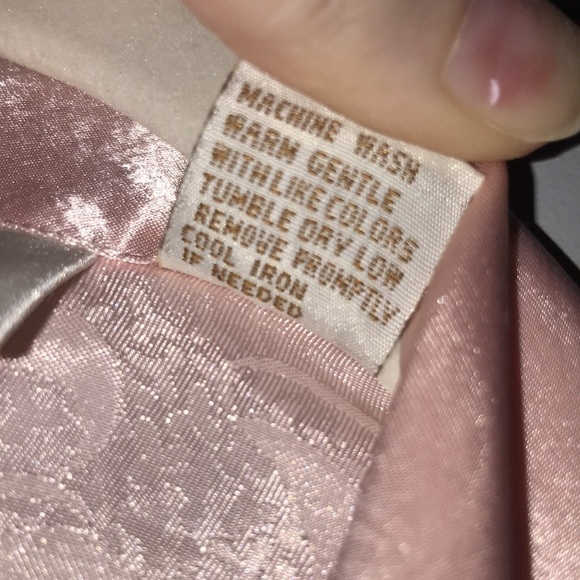 MACHINE WASH
WARM GENTLE
WITH LIKE COLORS
TUMBLE DRY LOW
REMOVE PROMPTLY
COOL IRON
IF NEEDED